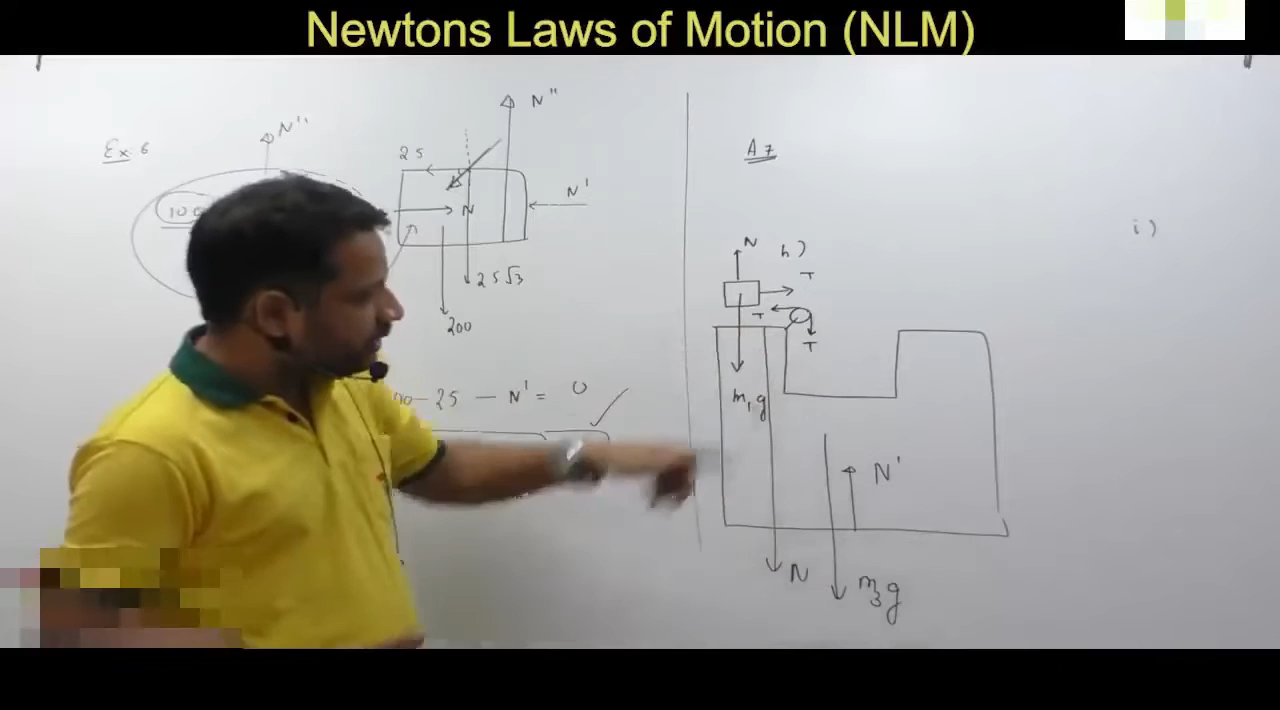 Newtons Laws of Motion (NLM)
Ex. 6
N''
25
N''
N'
N
25√3
200
- 25 - N' = 0
A7
i)
h)
N
T
T
T
m₁g
N'
N
m₃g